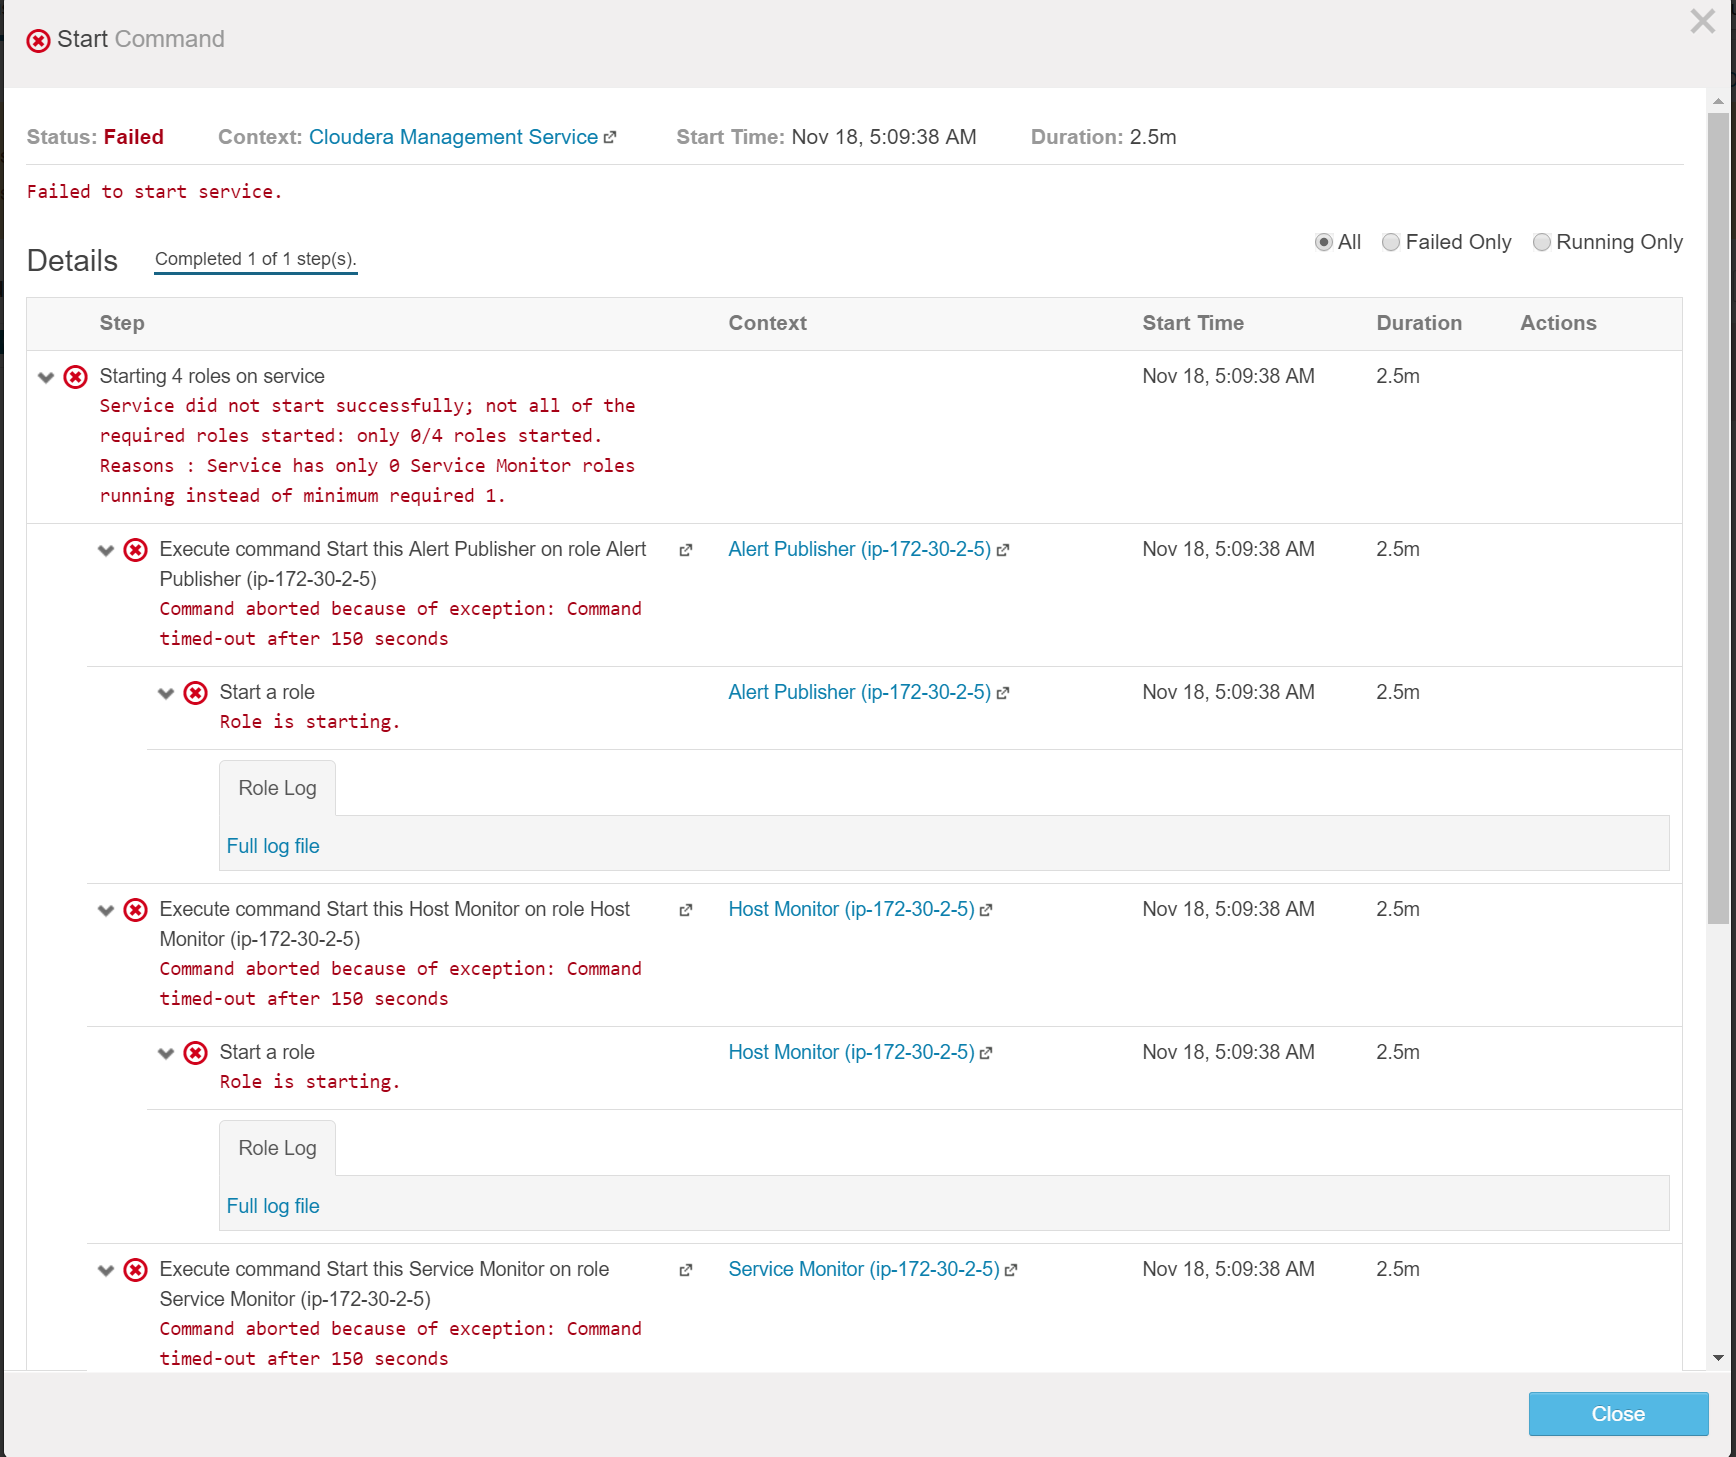 Start Command
Status: Failed Context: Cloudera Management Service Start Time: Nov 18, 5:09:38 AM Duration: 2.5m
Failed to start service.
Details Completed 1 of 1 step(s). All Failed Only Running Only
Step Context Start Time Duration Actions
Starting 4 roles on service Nov 18, 5:09:38 AM 2.5m
Service did not start successfully; not all of the
required roles started: only 0/4 roles started.
Reasons : Service has only 0 Service Monitor roles
running instead of minimum required 1.
Execute command Start this Alert Publisher on role Alert Alert Publisher (ip-172-30-2-5) Nov 18, 5:09:38 AM 2.5m
Publisher (ip-172-30-2-5)
Command aborted because of exception: Command
timed-out after 150 seconds
Start a role Alert Publisher (ip-172-30-2-5) Nov 18, 5:09:38 AM 2.5m
Role is starting.
Role Log
Full log file
Execute command Start this Host Monitor on role Host Host Monitor (ip-172-30-2-5) Nov 18, 5:09:38 AM 2.5m
Monitor (ip-172-30-2-5)
Command aborted because of exception: Command
timed-out after 150 seconds
Start a role Host Monitor (ip-172-30-2-5) Nov 18, 5:09:38 AM 2.5m
Role is starting.
Role Log
Full log file
Execute command Start this Service Monitor on role Service Monitor (ip-172-30-2-5) Nov 18, 5:09:38 AM 2.5m
Service Monitor (ip-172-30-2-5)
Command aborted because of exception: Command
timed-out after 150 seconds
Close